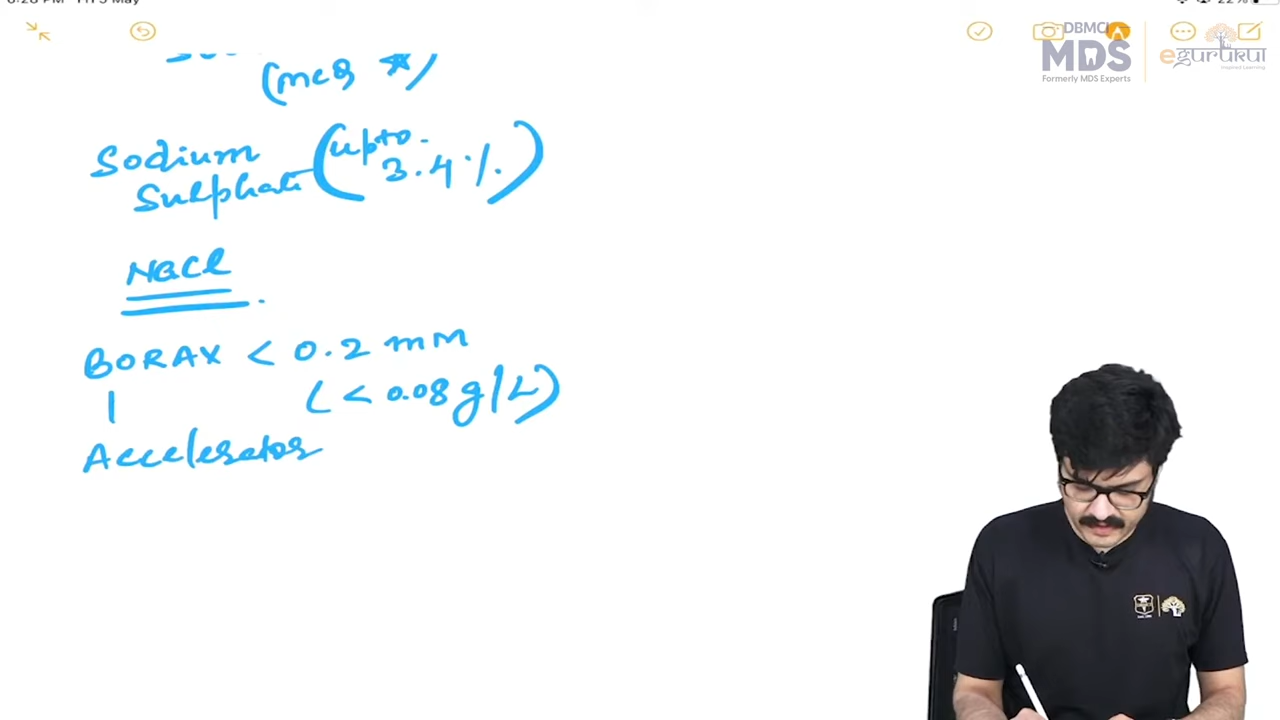 DBMCI
MDS
Formerly MDS Experts
egurukul
(mcq *)
Sodium (upto
Sulphate 3.4%)
NaCl
BORAX < 0.2 mM
(< 0.08 g/L)
Accelerator